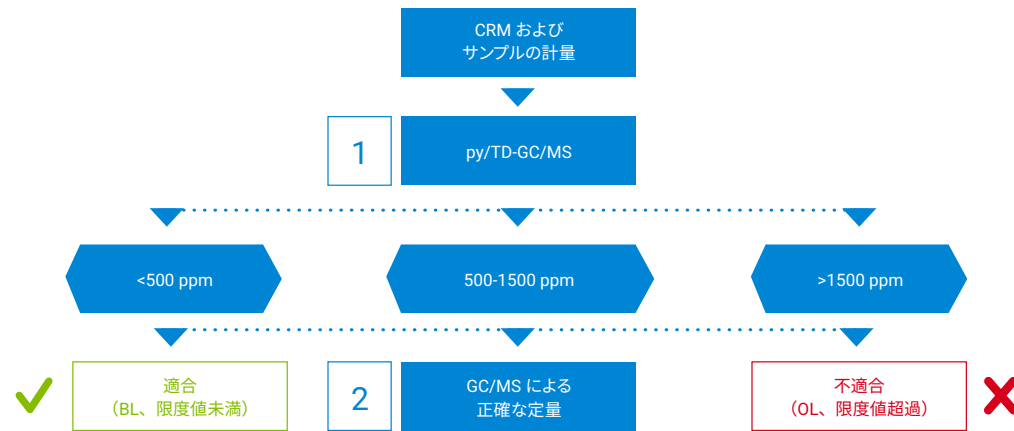 CRM および
サンプルの計量
1
py/TD-GC/MS
<500 ppm
500-1500 ppm
>1500 ppm
適合
（BL、限度値未満）
2
GC/MS による
正確な定量
不適合
（OL、限度値超過）